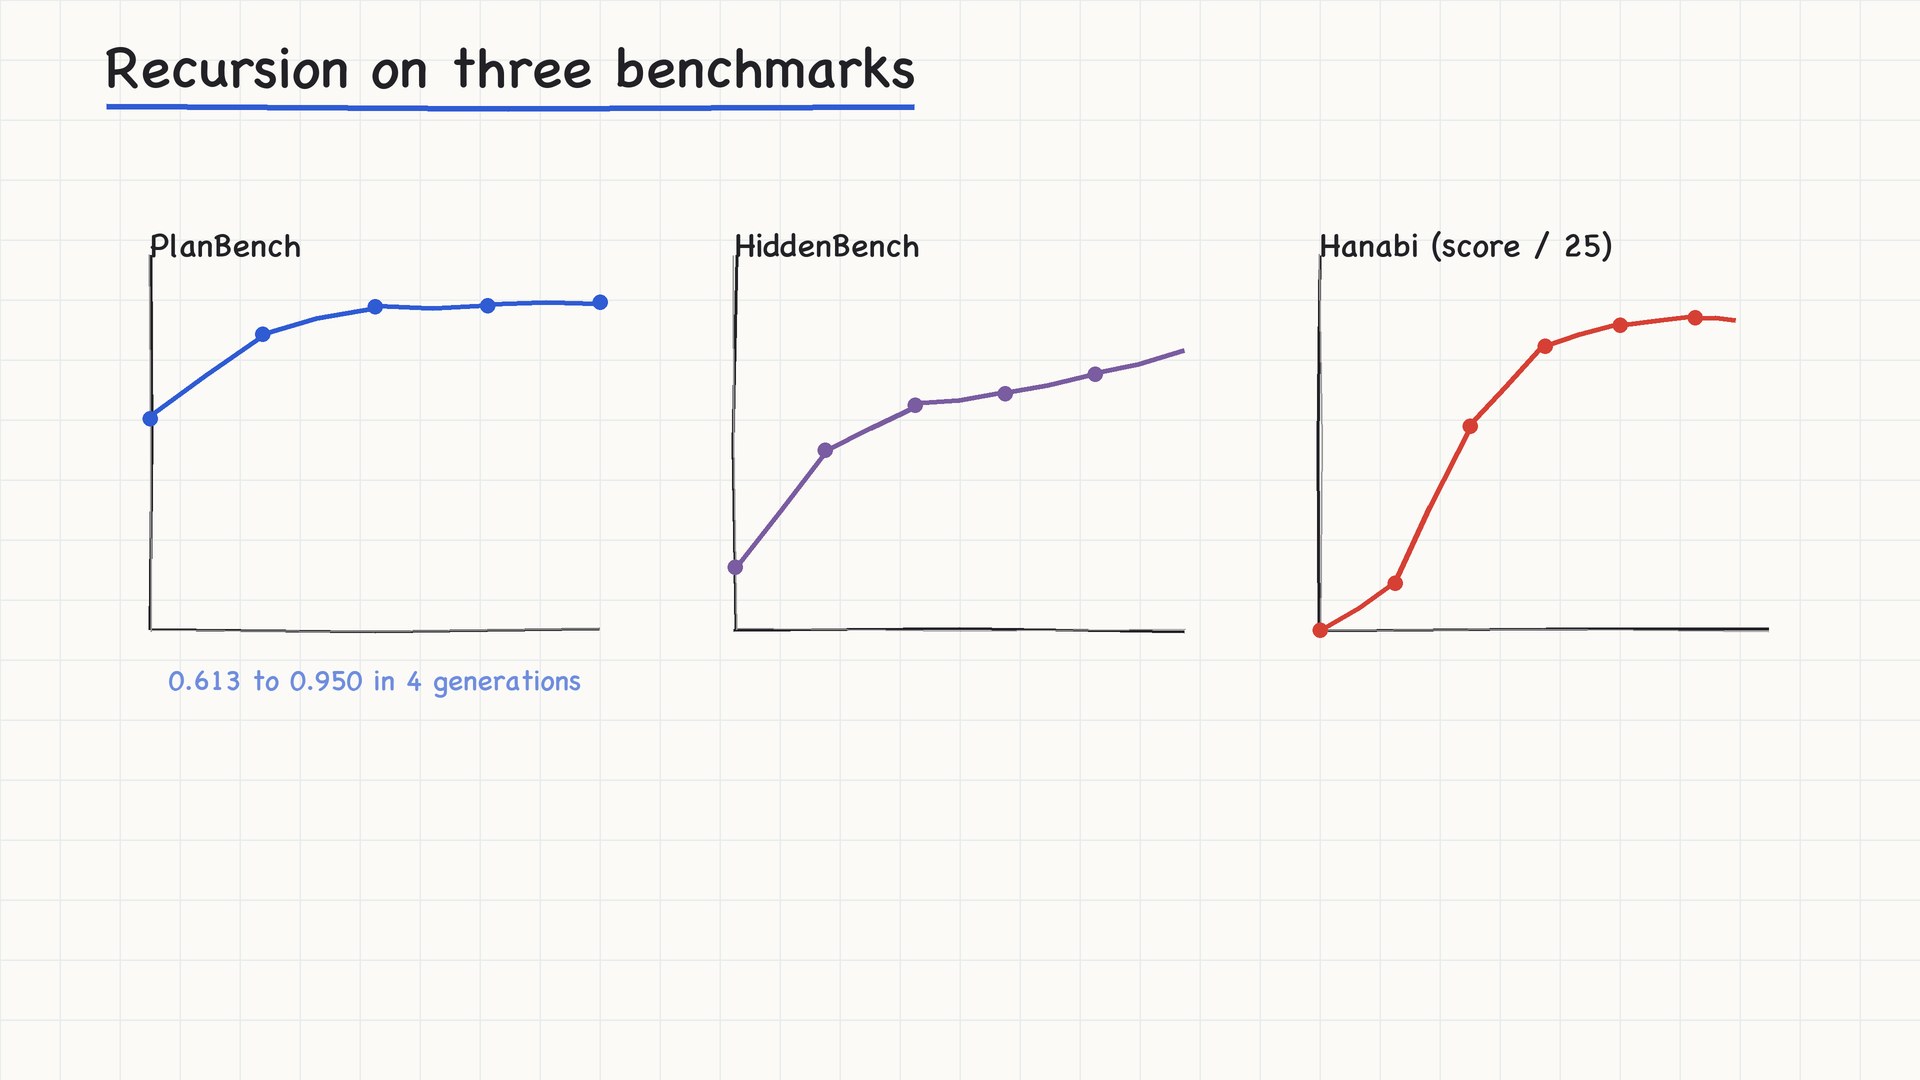 Recursion on three benchmarks
PlanBench
HiddenBench
Hanabi (score / 25)
0.613 to 0.950 in 4 generations